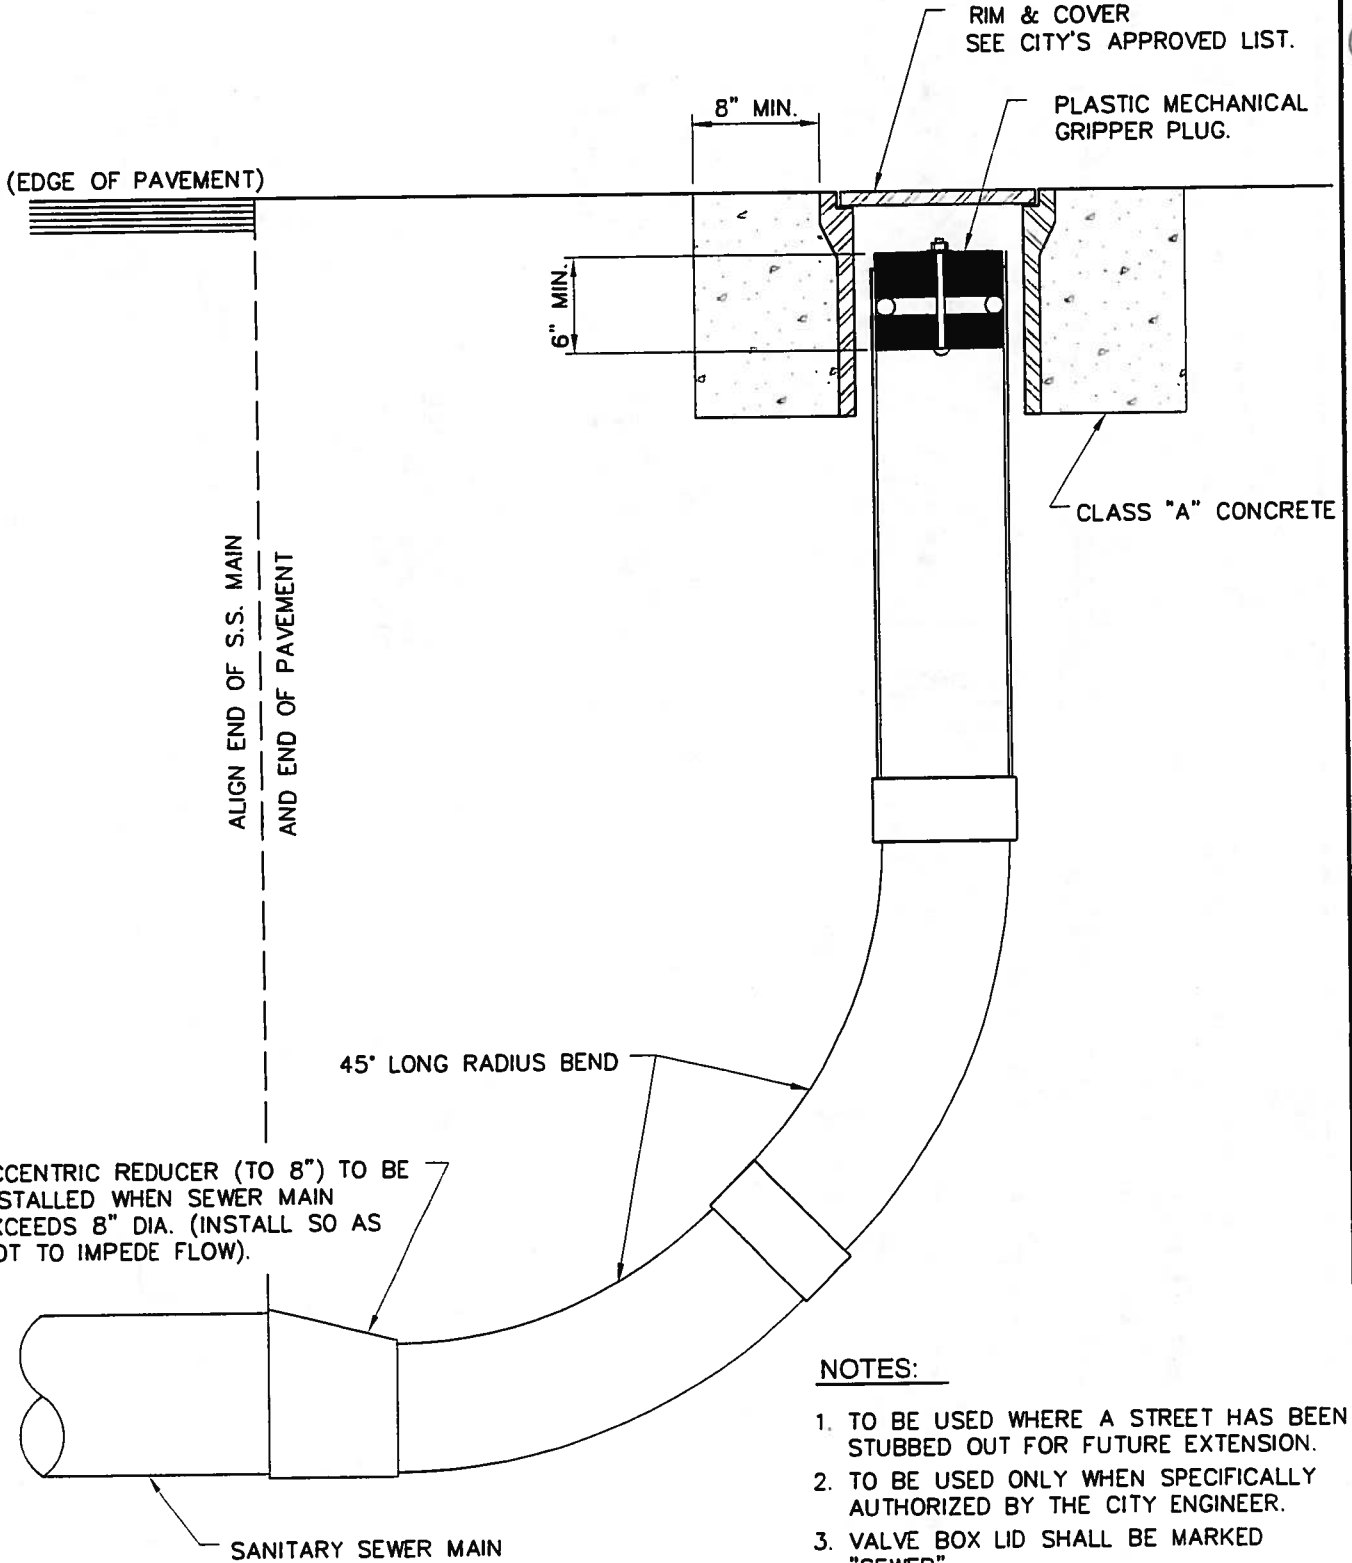 RIM & COVER
SEE CITY'S APPROVED LIST.
8" MIN.
PLASTIC MECHANICAL
GRIPPER PLUG.
(EDGE OF PAVEMENT)
6" MIN.
CLASS "A" CONCRETE
ALIGN END OF S.S. MAIN
AND END OF PAVEMENT
45° LONG RADIUS BEND
CCENTRIC REDUCER (TO 8") TO BE
STALLED WHEN SEWER MAIN
XCEEDS 8" DIA. (INSTALL SO AS
OT TO IMPEDE FLOW).
NOTES:
1. TO BE USED WHERE A STREET HAS BEEN
STUBBED OUT FOR FUTURE EXTENSION.
2. TO BE USED ONLY WHEN SPECIFICALLY
AUTHORIZED BY THE CITY ENGINEER.
3. VALVE BOX LID SHALL BE MARKED
"SEWER"
SANITARY SEWER MAIN